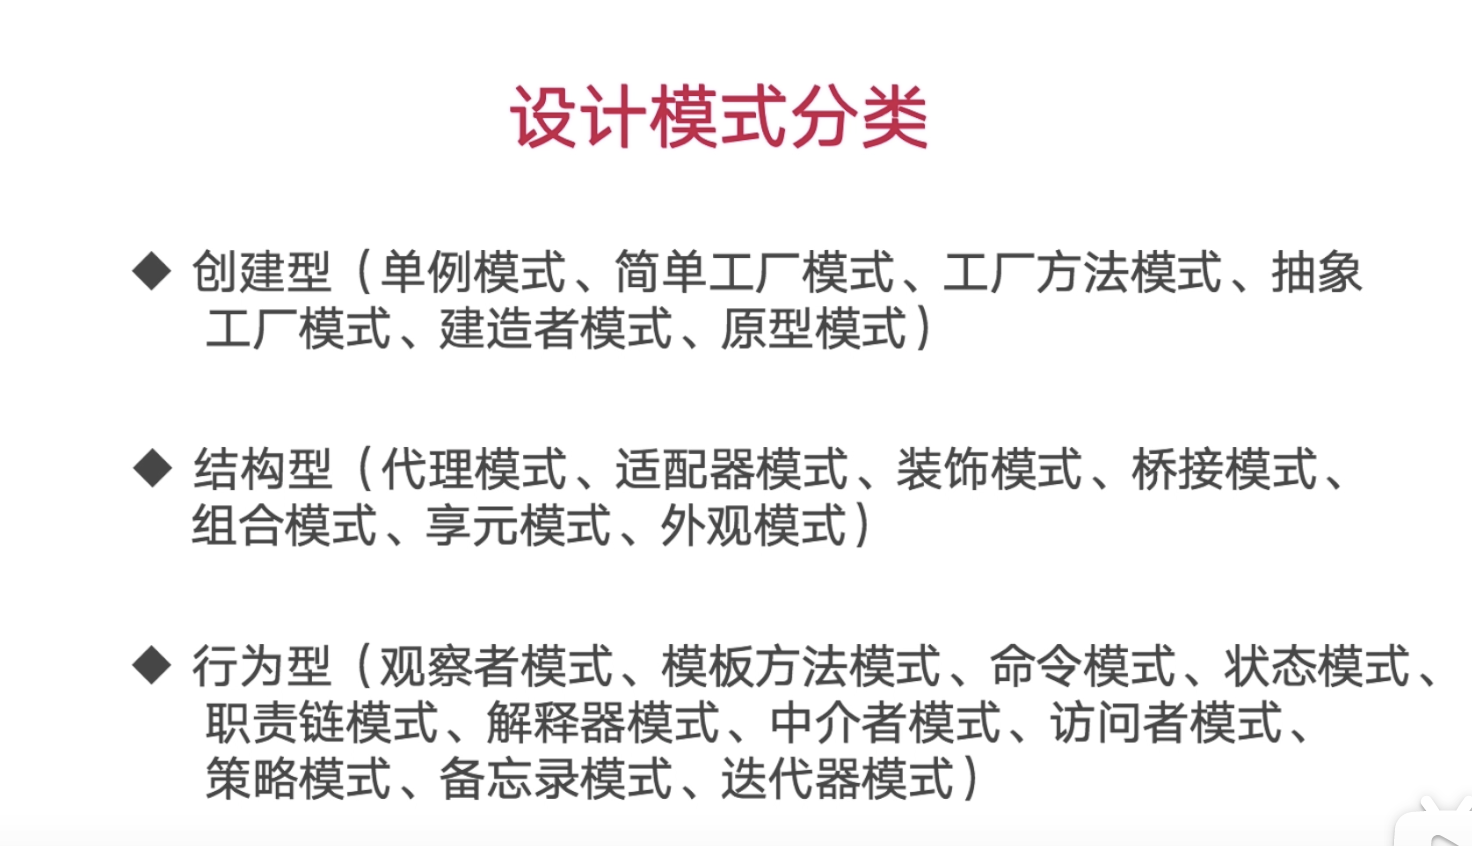 设计模式分类
◆ 创建型（单例模式、简单工厂模式、工厂方法模式、抽象
工厂模式、建造者模式、原型模式）
◆ 结构型（代理模式、适配器模式、装饰模式、桥接模式、
组合模式、享元模式、外观模式）
◆ 行为型（观察者模式、模板方法模式、命令模式、状态模式、
职责链模式、解释器模式、中介者模式、访问者模式、
策略模式、备忘录模式、迭代器模式）